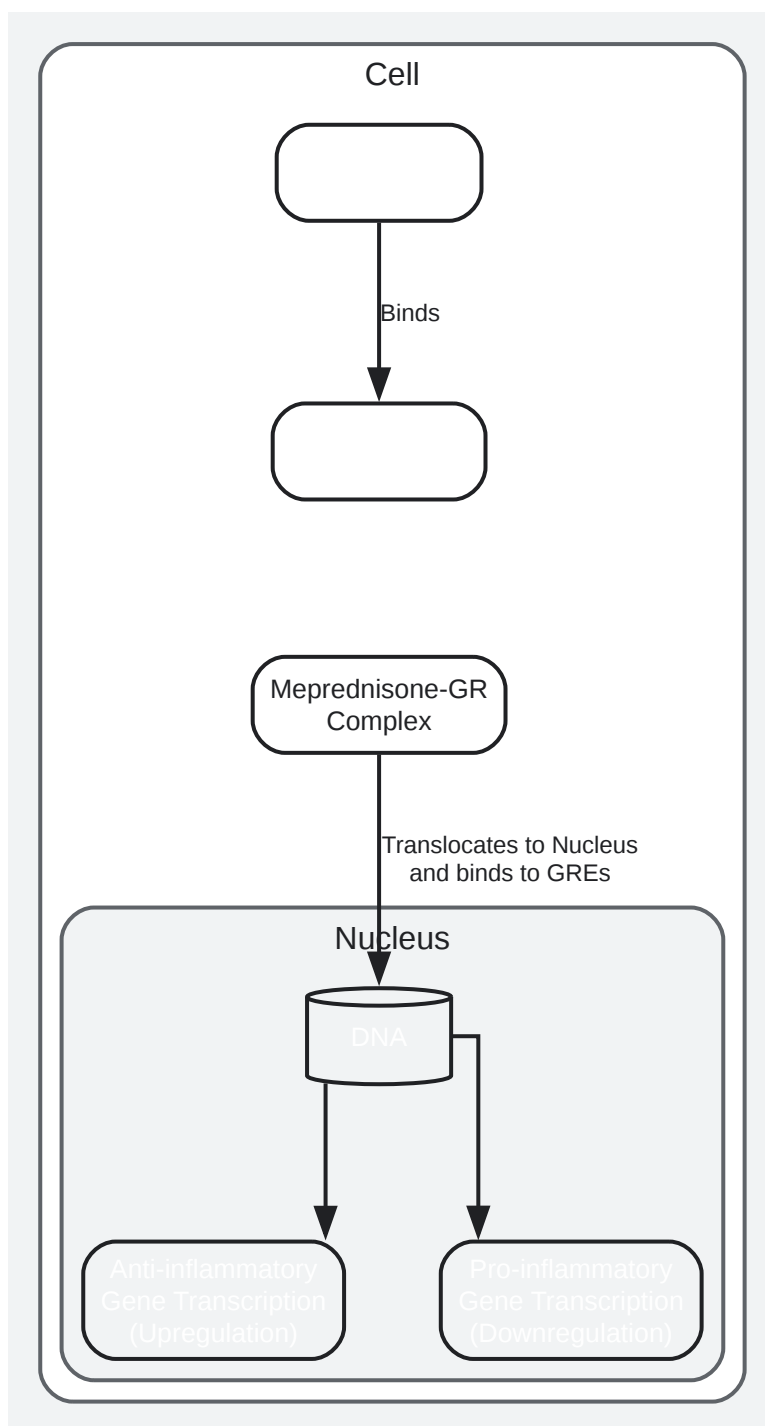 Cell
Binds
Meprednisone-GR
Complex
Translocates to Nucleus
and binds to GREs
Nucleus
DNA
Anti-inflammatory
Gene Transcription
(Upregulation)
Pro-inflammatory
Gene Transcription
(Downregulation)